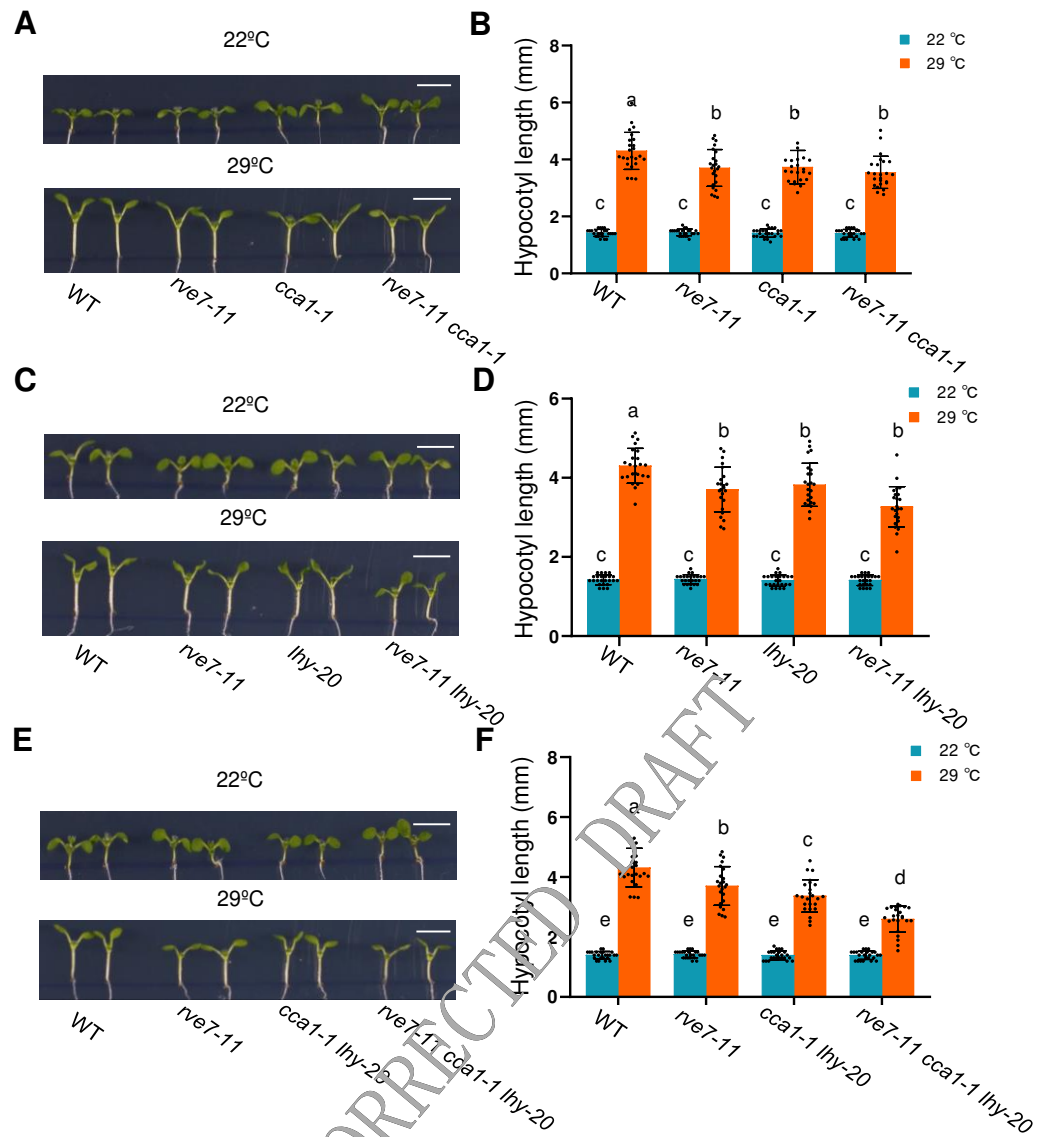 A
22ºC
29ºC
WT
rve7-11
cca1-1
rve7-11 cca1-1
B
22 ℃
29 ℃
Hypocotyl length (mm)
8
6
4
2
0
a
b
b
b
c
c
c
c
WT
rve7-11
cca1-1
rve7-11 cca1-1
C
22ºC
29ºC
WT
rve7-11
lhy-20
rve7-11 lhy-20
D
22 ℃
29 ℃
Hypocotyl length (mm)
6
4
2
0
a
b
b
b
c
c
c
c
WT
rve7-11
lhy-20
rve7-11 lhy-20
E
22ºC
29ºC
WT
rve7-11
cca1-1 lhy-20
rve7-11 cca1-1 lhy-20
F
22 ℃
29 ℃
Hypocotyl length (mm)
8
6
4
2
0
a
b
c
d
e
e
e
e
WT
rve7-11
cca1-1 lhy-20
rve7-11 cca1-1 lhy-20
ORRECTED DRAFT